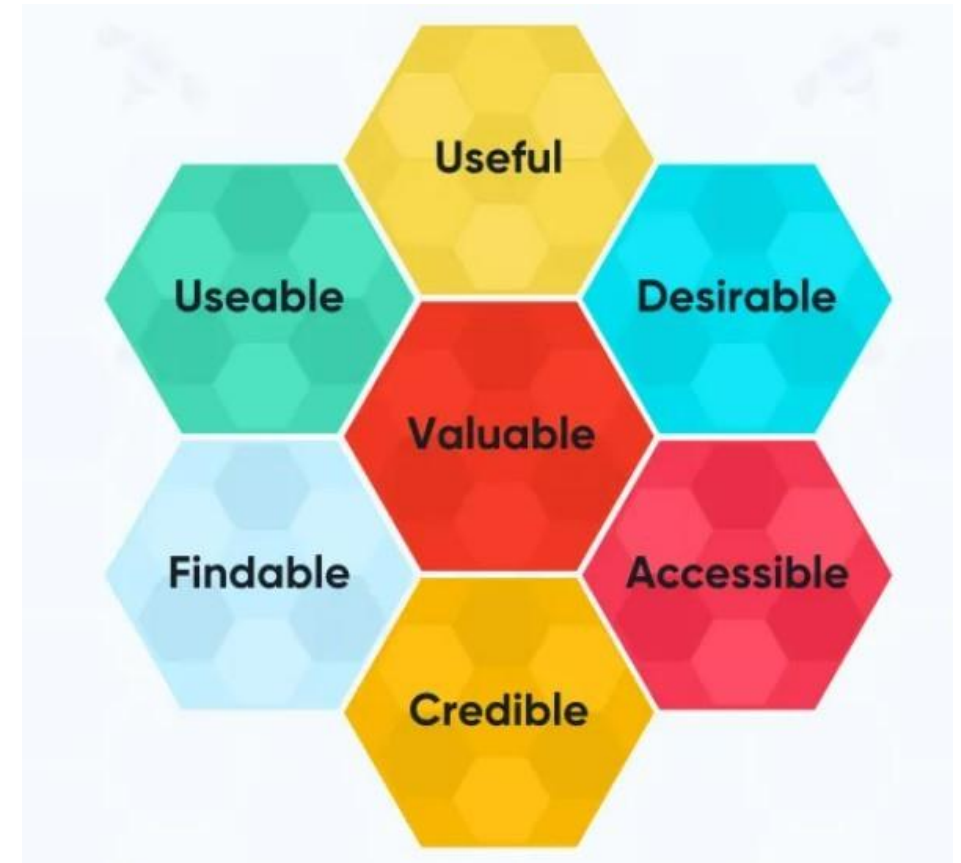 Useful
Useable
Desirable
Valuable
Findable
Accessible
Credible